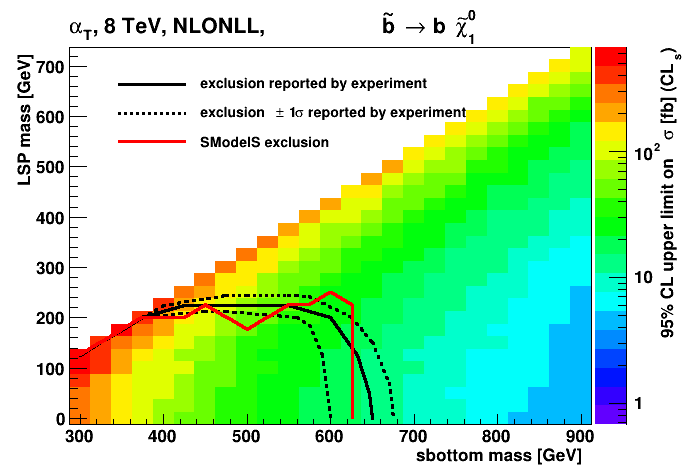 α_T, 8 TeV, NLONLL, b̃ → b χ̃⁰₁
exclusion reported by experiment
exclusion ± 1σ reported by experiment
SModelS exclusion
LSP mass [GeV]
700
600
500
400
300
200
100
0
300 400 500 600 700 800 900
sbottom mass [GeV]
10²
10
1
95% CL upper limit on σ [fb] (CL_s)